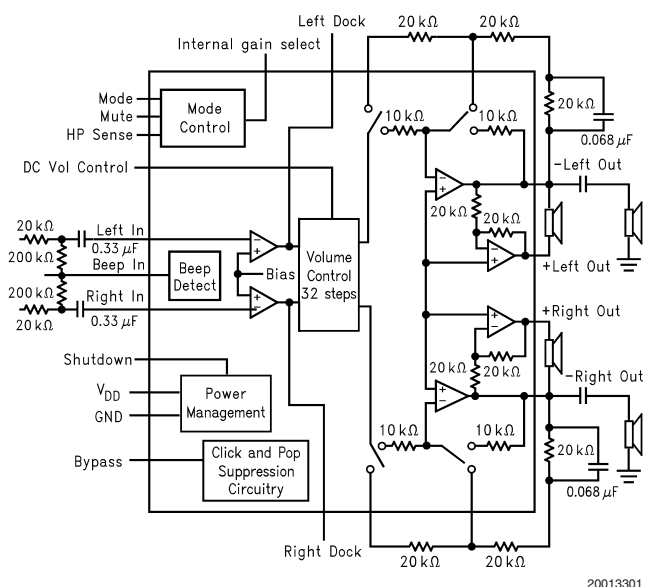 Left Dock
20 kΩ
20 kΩ
Internal gain select
Mode
Mute
HP Sense
Mode
Control
10 kΩ
10 kΩ
20 kΩ
0.068 μF
DC Vol Control
-Left Out
20 kΩ
Left In
0.33 μF
200 kΩ
Beep In
Beep
Detect
Bias
Volume
Control
32 steps
20 kΩ
20 kΩ
+Left Out
200 kΩ
Right In
20 kΩ
0.33 μF
+Right Out
Shutdown
VDD
GND
Power
Management
20 kΩ
20 kΩ
-Right Out
Bypass
Click and Pop
Suppression
Circuitry
10 kΩ
10 kΩ
20 kΩ
0.068 μF
Right Dock
20 kΩ
20 kΩ
20013301